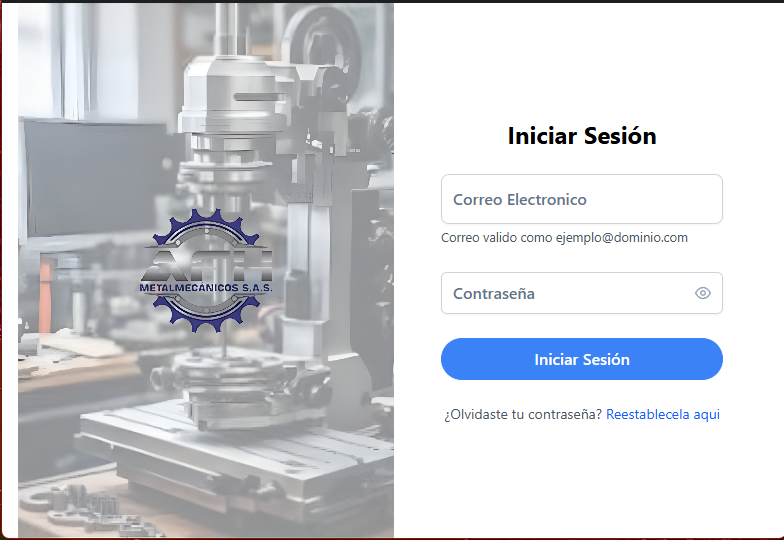 METALMECANICOS S.A.S.
Iniciar Sesión
Correo Electronico
Correo valido como ejemplo@dominio.com
Contraseña
Iniciar Sesión
¿Olvidaste tu contraseña? Reestablecela aqui